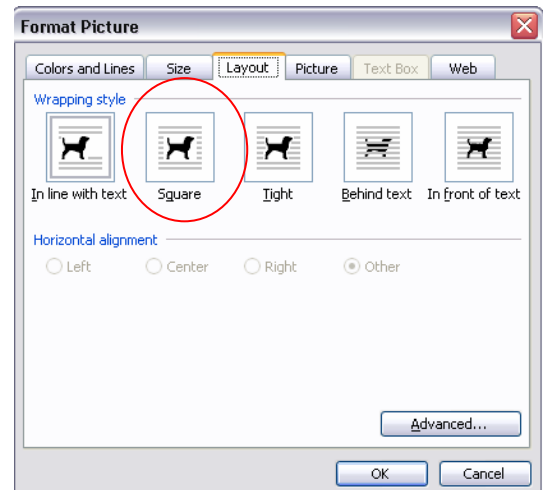 Format Picture
Colors and Lines Size Layout Picture Text Box Web
Wrapping style
In line with text Square Tight Behind text In front of text
Horizontal alignment
Left Center Right Other
Advanced...
OK Cancel